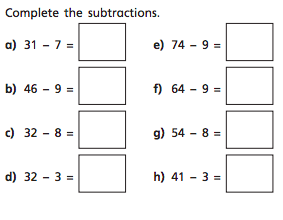 Complete the subtractions.
a) 31 – 7 =
e) 74 – 9 =
b) 46 – 9 =
f) 64 – 9 =
c) 32 – 8 =
g) 54 – 8 =
d) 32 – 3 =
h) 41 – 3 =